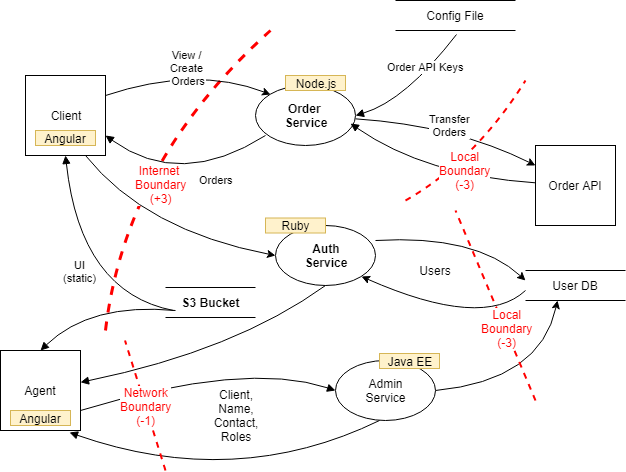 Config File
View /
Create
Orders
Node.js
Order API Keys
Client
Angular
Order
Service
Transfer
Orders
Internet
Boundary
(+3)
Orders
Local
Boundary
(-3)
Order API
Ruby
Auth
Service
Users
UI
(static)
S3 Bucket
User DB
Local
Boundary
(-3)
Java EE
Agent
Angular
Network
Boundary
(-1)
Client,
Name,
Contact,
Roles
Admin
Service